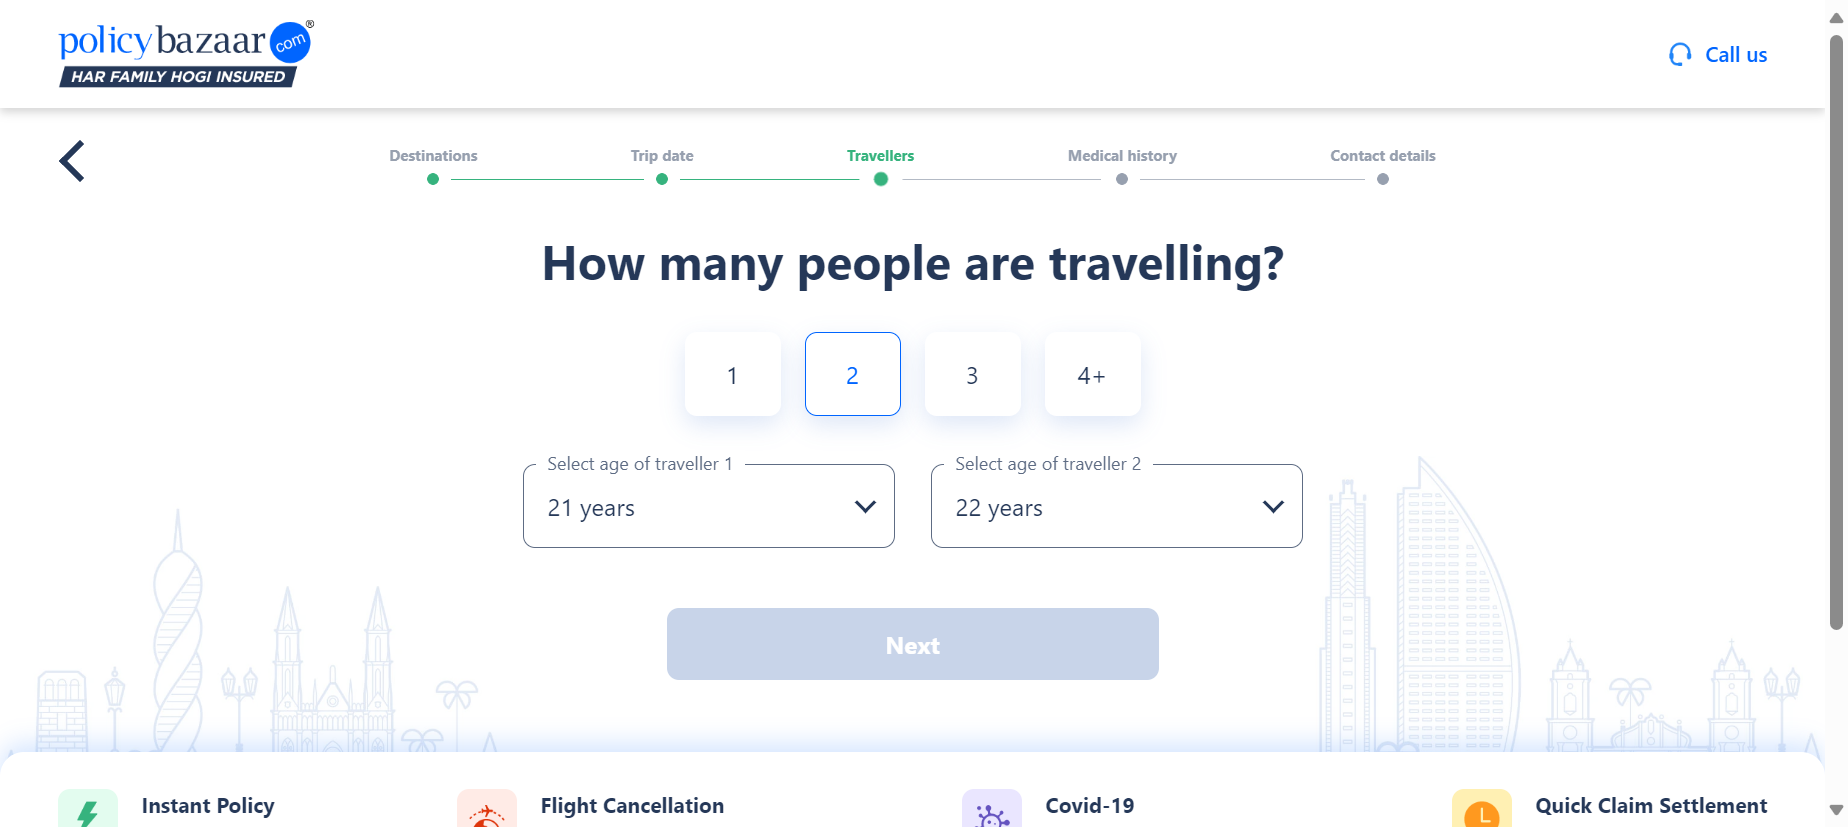 policybazaar com ®
HAR FAMILY HOGI INSURED
Call us
Destinations
Trip date
Travellers
Medical history
Contact details
How many people are travelling?
1
2
3
4+
Select age of traveller 1
21 years
Select age of traveller 2
22 years
Next
Instant Policy
Flight Cancellation
Covid-19
Quick Claim Settlement